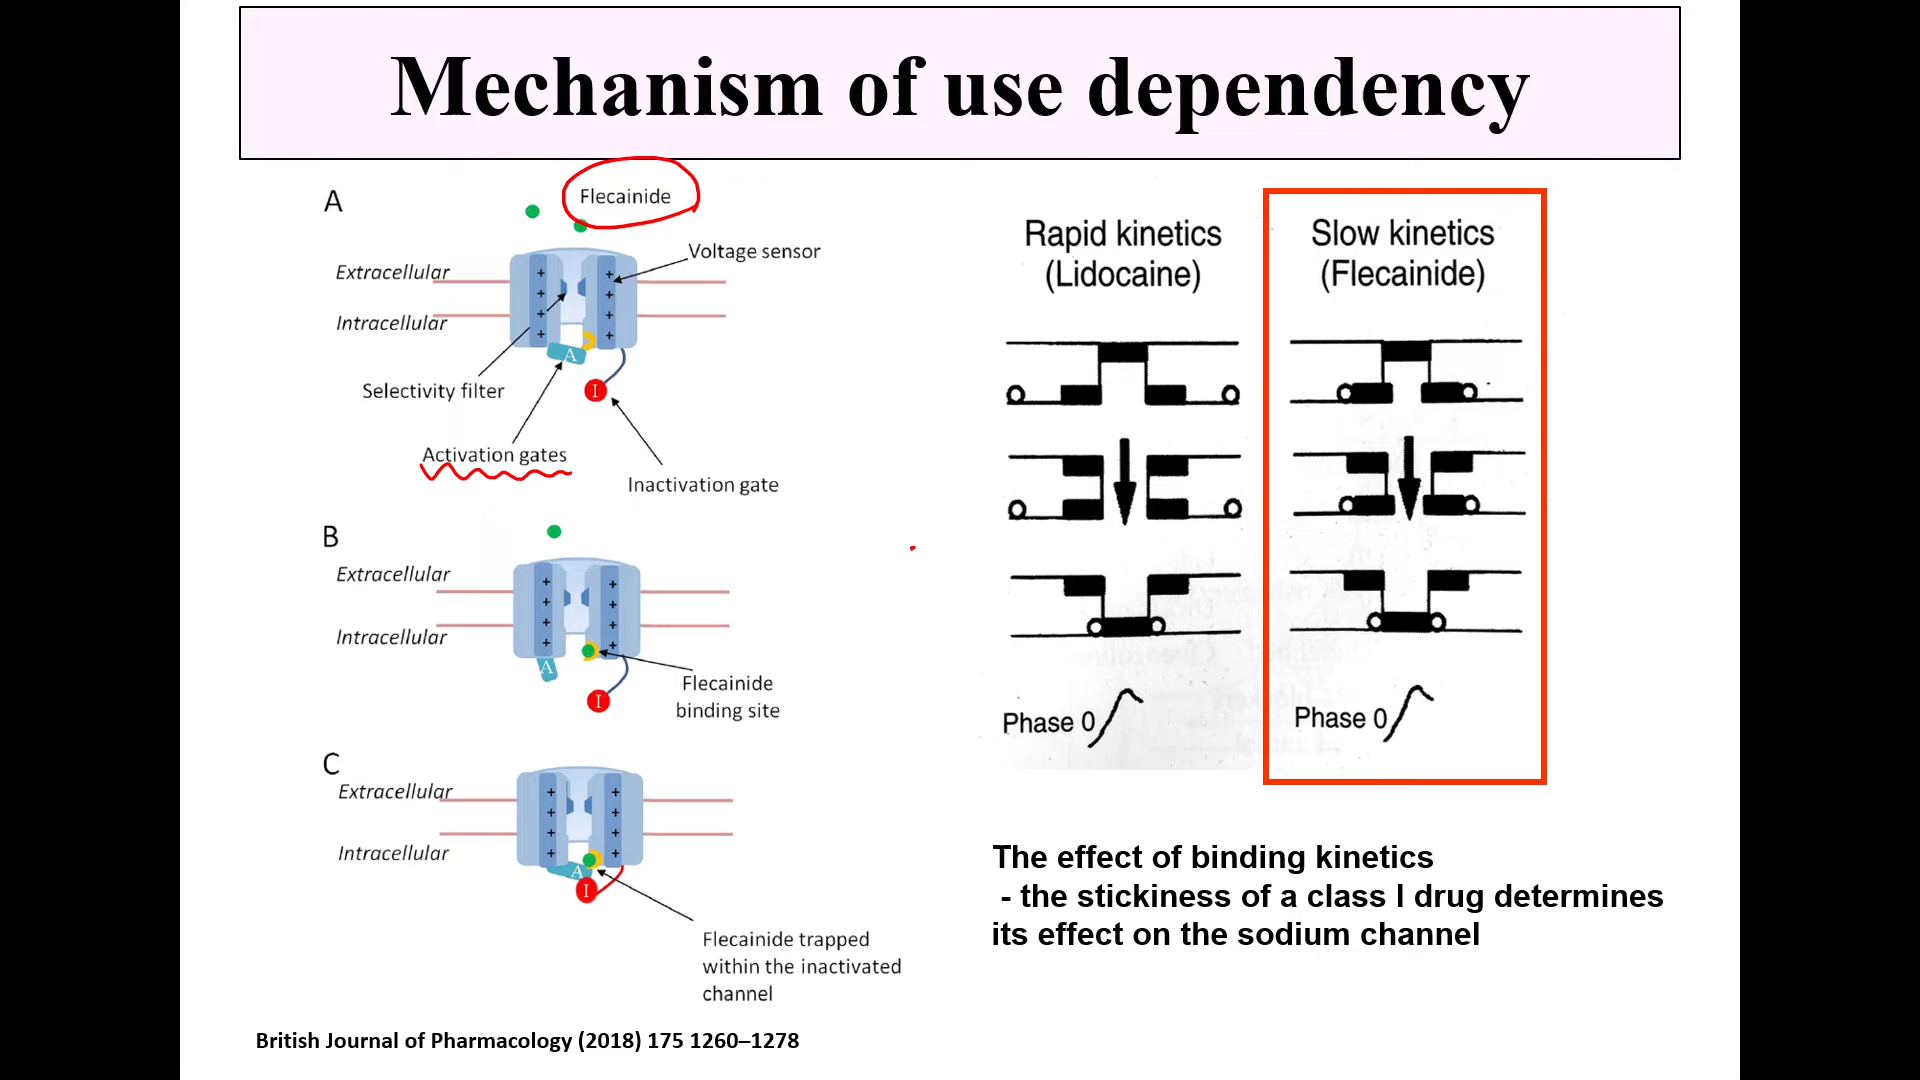 Mechanism of use dependency
A
Flecainide
Voltage sensor
Extracellular
+ +
+ +
Intracellular
+ +
+ +
A
I
Selectivity filter
Activation gates
Inactivation gate
B
Extracellular
+ +
+ +
Intracellular
+ +
+ +
A
I
Flecainide
binding site
C
Extracellular
+ +
+ +
+ +
Intracellular
+ +
A
I
Flecainide trapped
within the inactivated
channel
Rapid kinetics
(Lidocaine)
Phase 0
Slow kinetics
(Flecainide)
Phase 0
The effect of binding kinetics
- the stickiness of a class I drug determines
its effect on the sodium channel
British Journal of Pharmacology (2018) 175 1260–1278